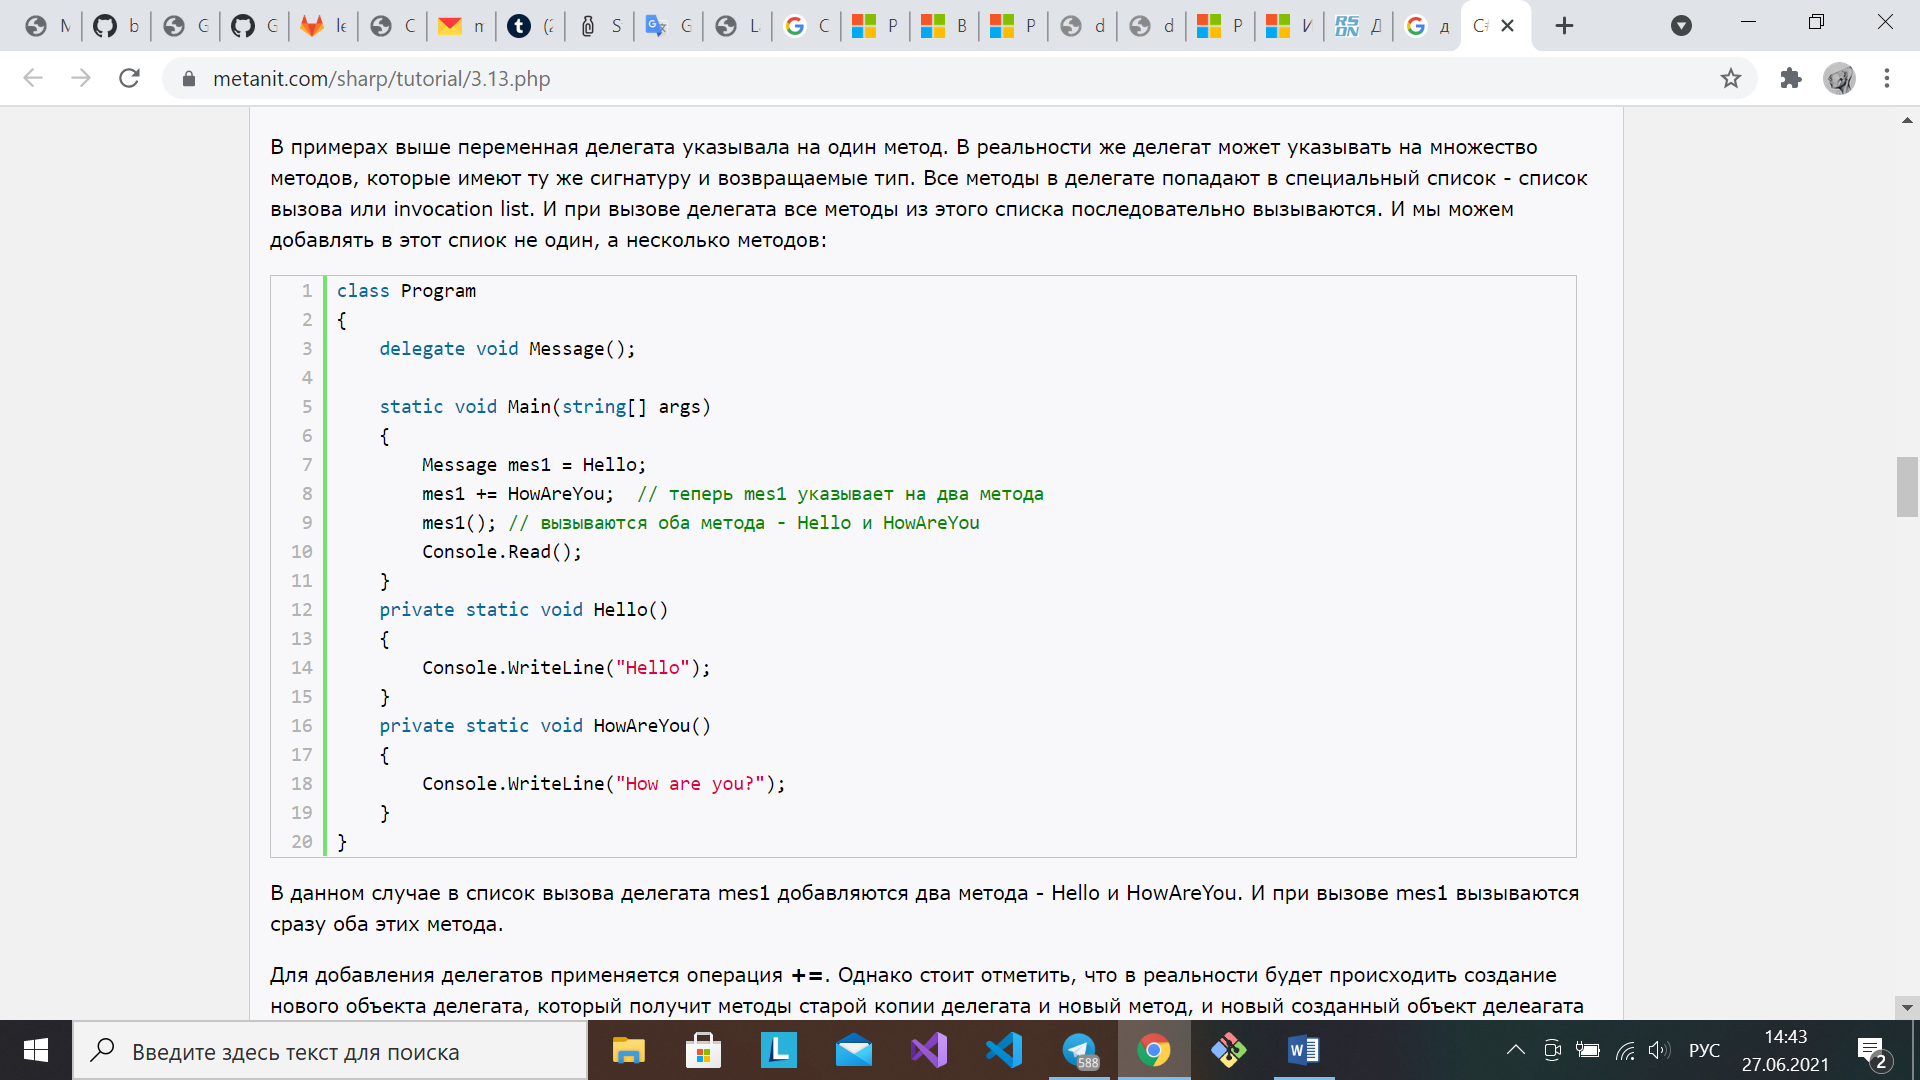 М
b
G
G
le
С
m
(2
S
G
L
С
P
В
P
d
d
P
И
Д
д
C#
metanit.com/sharp/tutorial/3.13.php
В примерах выше переменная делегата указывала на один метод. В реальности же делегат может указывать на множество
методов, которые имеют ту же сигнатуру и возвращаемые тип. Все методы в делегате попадают в специальный список - список
вызова или invocation list. И при вызове делегата все методы из этого списка последовательно вызываются. И мы можем
добавлять в этот спиок не один, а несколько методов:
1 class Program
2 {
3     delegate void Message();
4
5     static void Main(string[] args)
6     {
7         Message mes1 = Hello;
8         mes1 += HowAreYou;  // теперь mes1 указывает на два метода
9         mes1(); // вызываются оба метода - Hello и HowAreYou
10         Console.Read();
11     }
12     private static void Hello()
13     {
14         Console.WriteLine("Hello");
15     }
16     private static void HowAreYou()
17     {
18         Console.WriteLine("How are you?");
19     }
20 }
В данном случае в список вызова делегата mes1 добавляются два метода - Hello и HowAreYou. И при вызове mes1 вызываются
сразу оба этих метода.
Для добавления делегатов применяется операция +=. Однако стоит отметить, что в реальности будет происходить создание
нового объекта делегата, который получит методы старой копии делегата и новый метод, и новый созданный объект делеагата
Введите здесь текст для поиска
588
РУС
14:43
27.06.2021
2